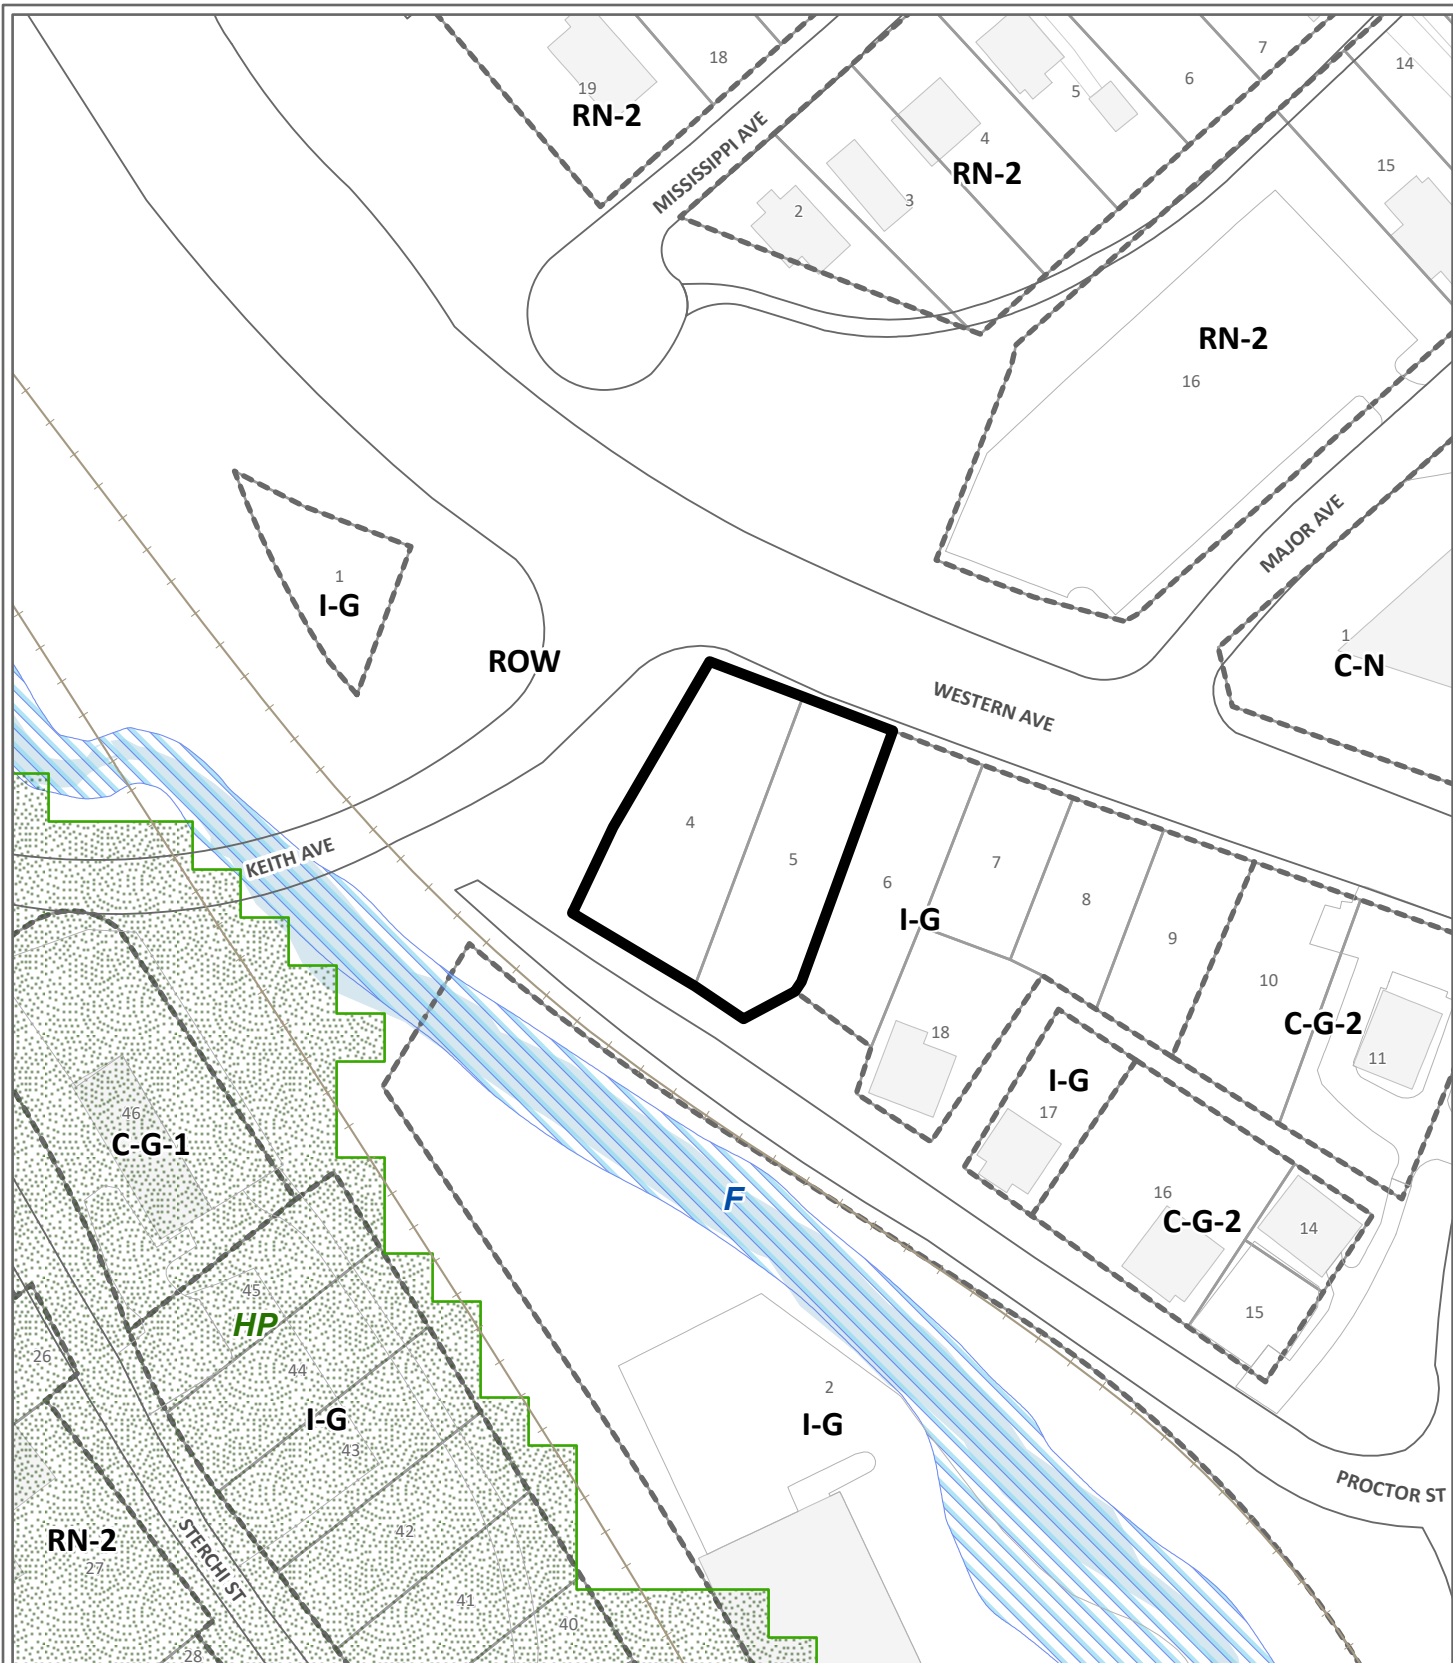 7
14
18
6
19
RN-2
5
MISSISSIPPI AVE
4
15
RN-2
3
2
RN-2
16
MAJOR AVE
1
I-G
1
C-N
ROW
WESTERN AVE
4
5
KEITH AVE
7
6
8
I-G
9
10
C-G-2
18
11
I-G
17
46
C-G-1
F
16
C-G-2
14
45
HP
15
26
44
2
I-G
I-G
43
PROCTOR ST
42
RN-2
27
STERCHI ST
41
40
28